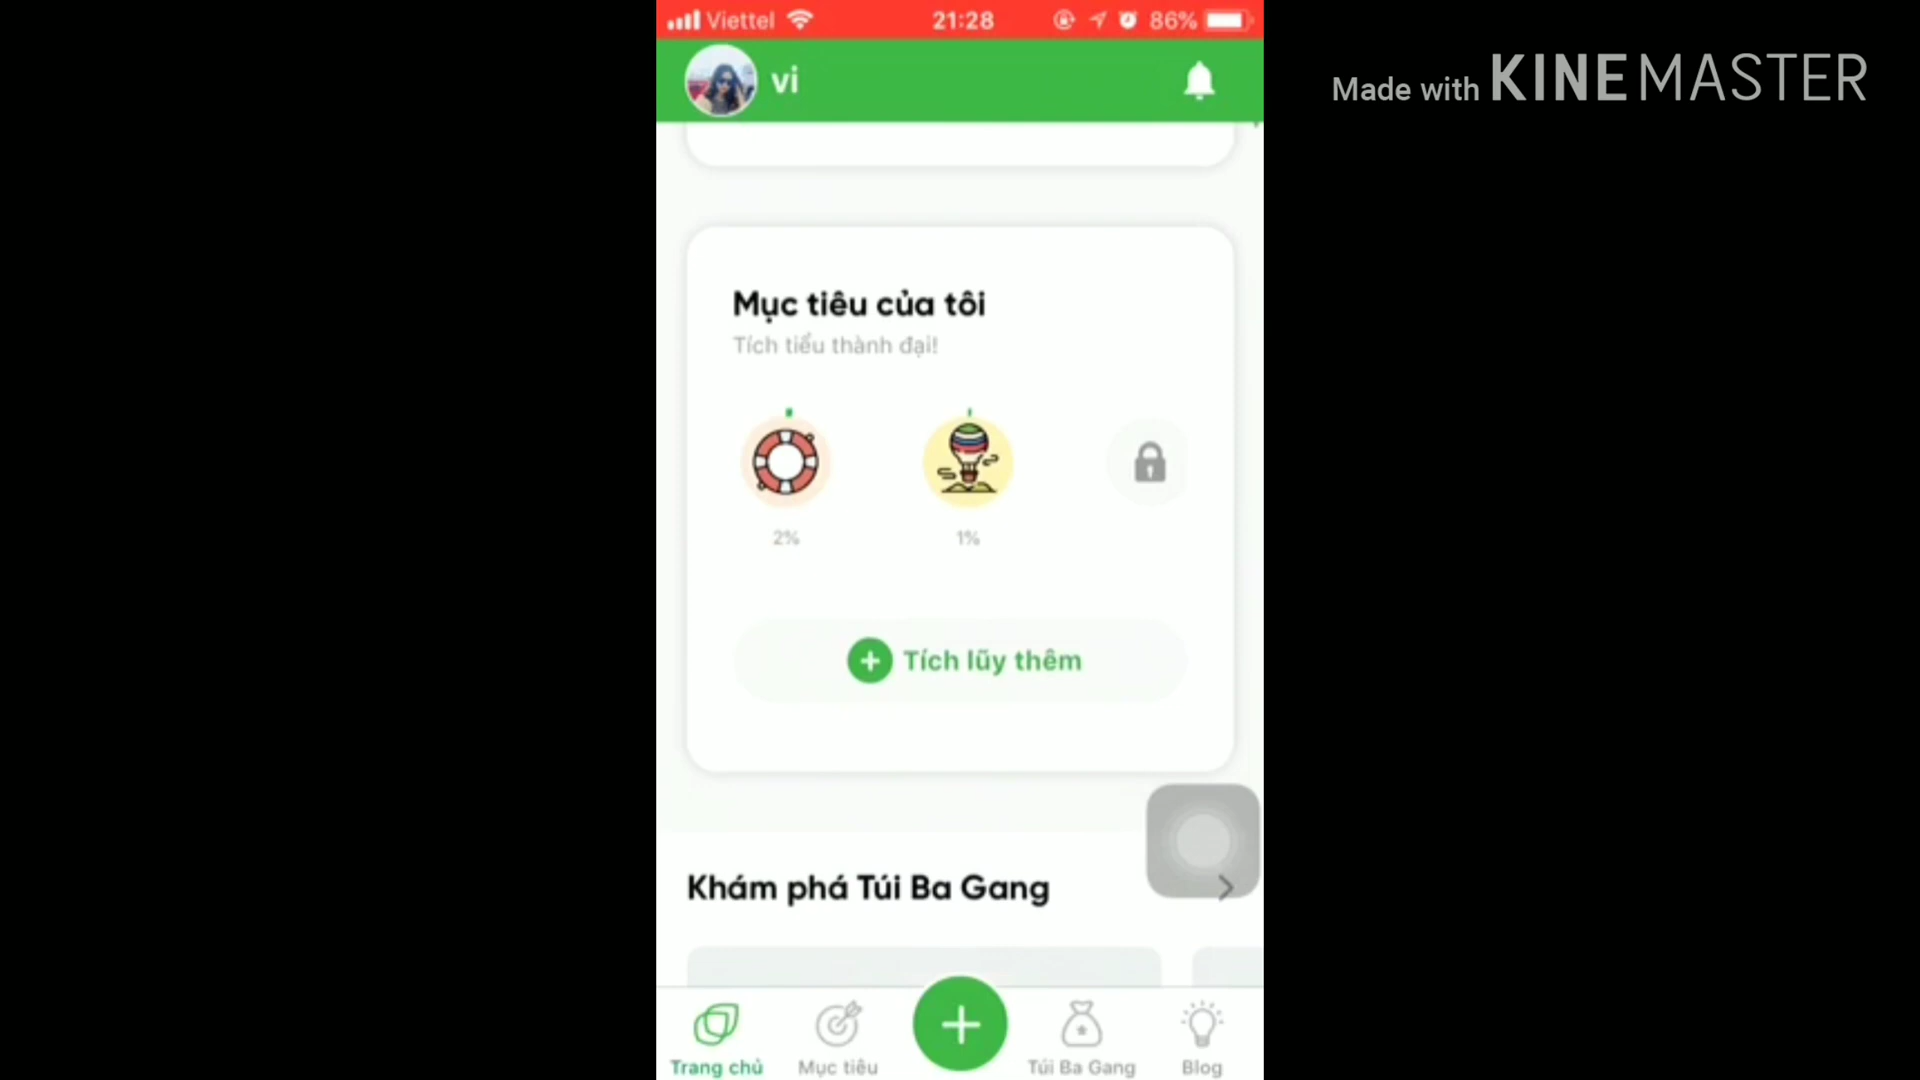 Viettel 21:28 86%
vi
Made with KINEMASTER
Mục tiêu của tôi
Tích tiểu thành đại!
2% 1%
Tích lũy thêm
Khám phá Túi Ba Gang
Trang chủ Mục tiêu Túi Ba Gang Blog